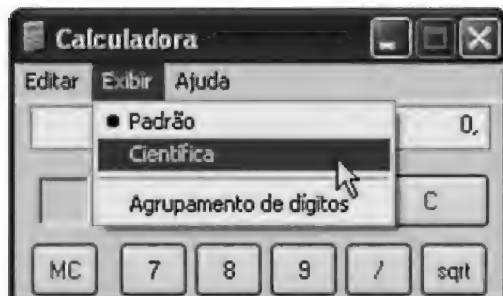 Calculadora
Editar Exibir Ajuda
Padrão
0,
Científica
Agrupamento de dígitos
C
MC 7 8 9 / sqrt